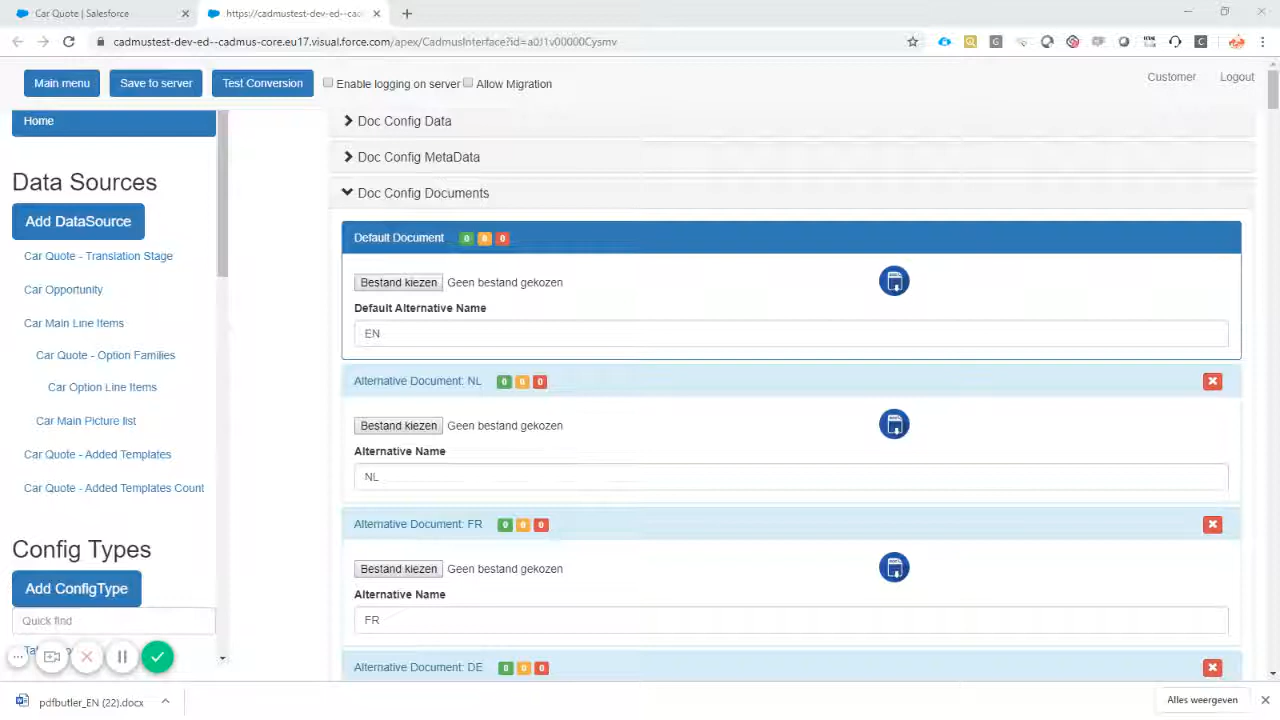 Car Quote | Salesforce
https://cadmustest-dev-ed--cad
cadmustest-dev-ed--cadmus-core.eu17.visual.force.com/apex/CadmusInterface?id=a0J1v00000Cysmv
Main menu
Save to server
Test Conversion
Enable logging on server
Allow Migration
Customer
Logout
Home
Doc Config Data
Doc Config MetaData
Doc Config Documents
Data Sources
Add DataSource
Car Quote - Translation Stage
Car Opportunity
Car Main Line Items
Car Quote - Option Families
Car Option Line Items
Car Main Picture list
Car Quote - Added Templates
Car Quote - Added Templates Count
Config Types
Add ConfigType
Quick find
Default Document 0 0 0
Bestand kiezen Geen bestand gekozen
Default Alternative Name
EN
Alternative Document: NL 0 0 0
Bestand kiezen Geen bestand gekozen
Alternative Name
NL
Alternative Document: FR 0 0 0
Bestand kiezen Geen bestand gekozen
Alternative Name
FR
Alternative Document: DE 0 0 0
pdfbutler_EN (22).docx
Alles weergeven